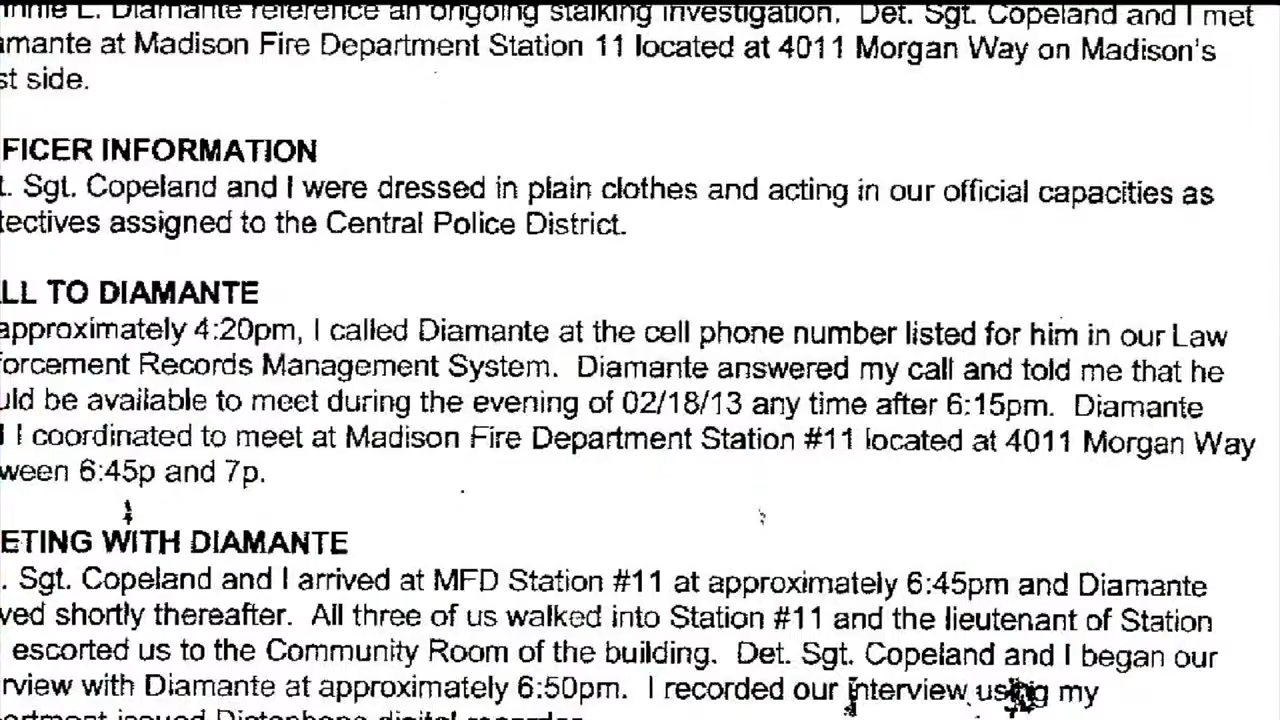 L. Diamante reference an ongoing stalking investigation. Det. Sgt. Copeland and I met
mante at Madison Fire Department Station 11 located at 4011 Morgan Way on Madison's
st side.
FICER INFORMATION
t. Sgt. Copeland and I were dressed in plain clothes and acting in our official capacities as
tectives assigned to the Central Police District.
LL TO DIAMANTE
approximately 4:20pm, I called Diamante at the cell phone number listed for him in our Law
forcement Records Management System. Diamante answered my call and told me that he
uld be available to meet during the evening of 02/18/13 any time after 6:15pm. Diamante
I coordinated to meet at Madison Fire Department Station #11 located at 4011 Morgan Way
ween 6:45p and 7p.
ETING WITH DIAMANTE
. Sgt. Copeland and I arrived at MFD Station #11 at approximately 6:45pm and Diamante
ved shortly thereafter. All three of us walked into Station #11 and the lieutenant of Station
escorted us to the Community Room of the building. Det. Sgt. Copeland and I began our
rview with Diamante at approximately 6:50pm. I recorded our interview using my